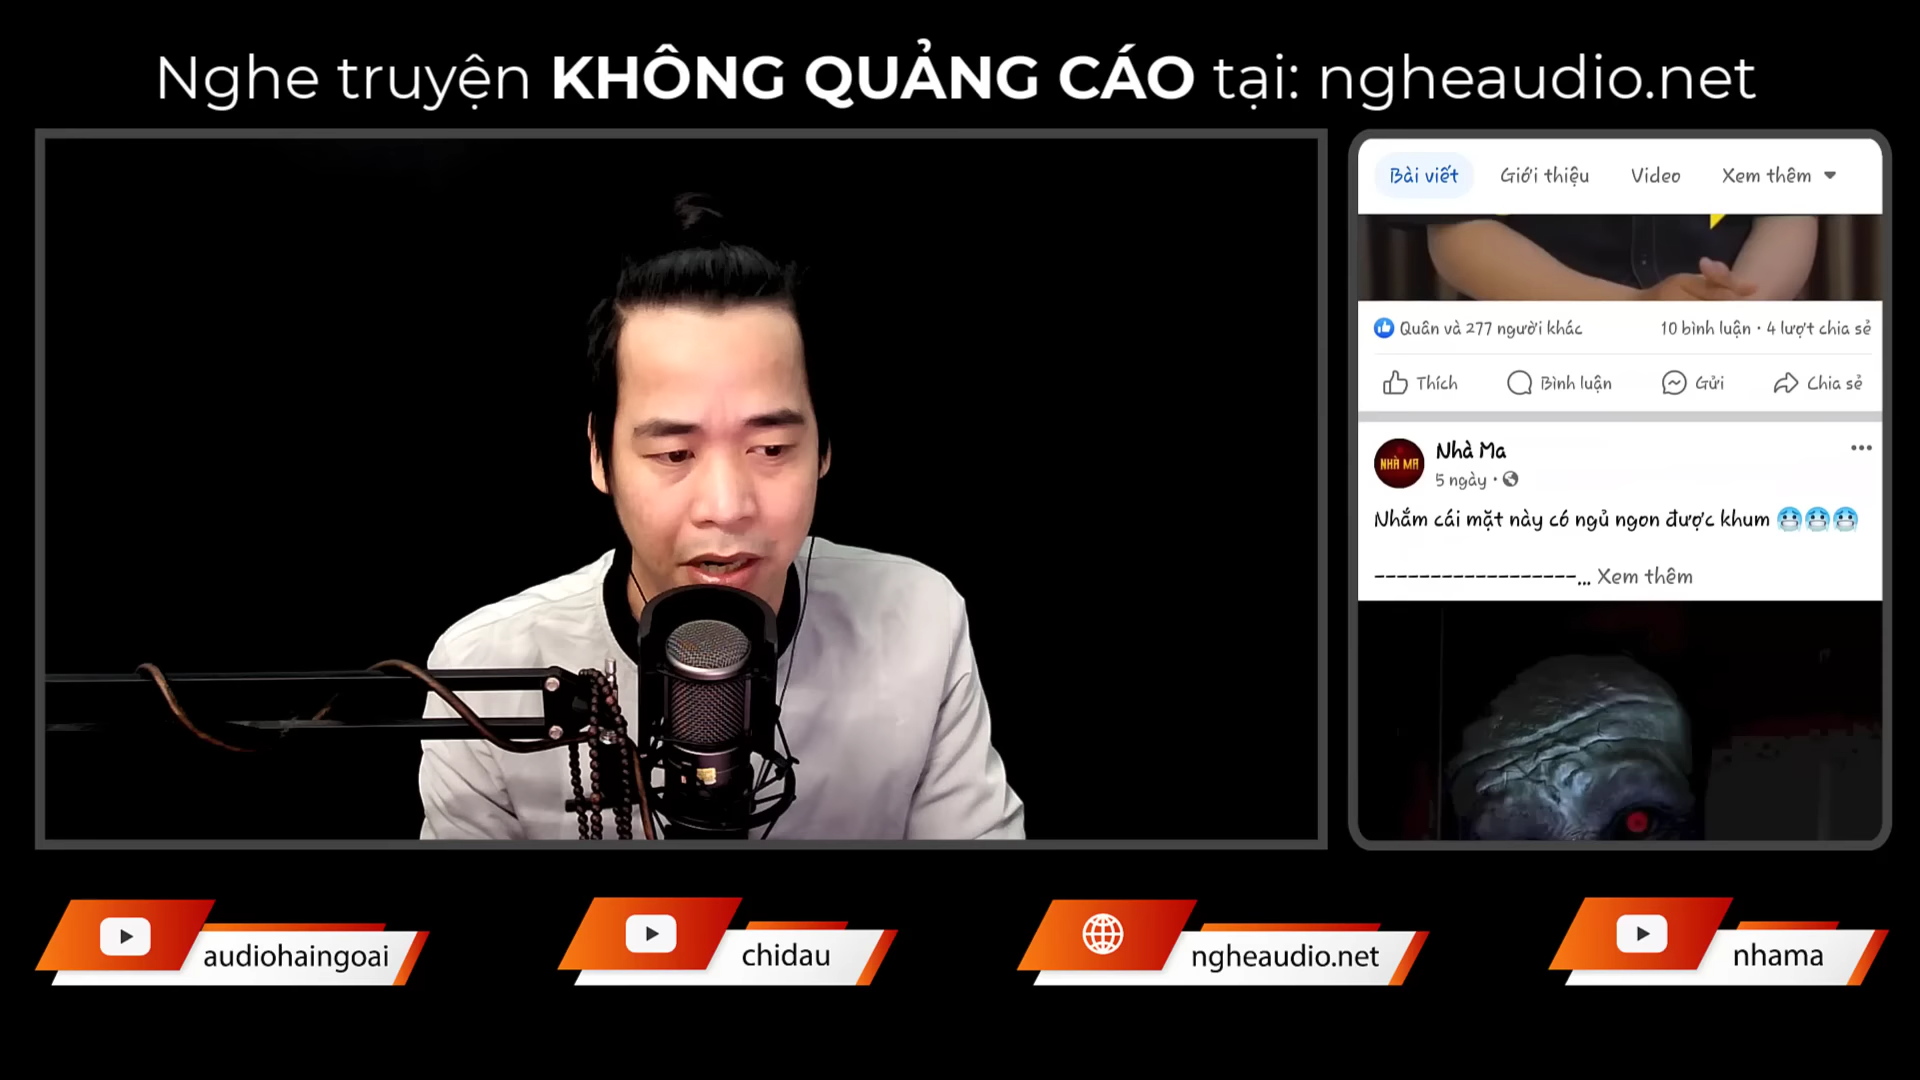 Nghe truyện KHÔNG QUẢNG CÁO tại: ngheaudio.net
Bài viết Giới thiệu Video Xem thêm
Quân và 277 người khác 10 bình luận · 4 lượt chia sẻ
Thích Bình luận Gửi Chia sẻ
NHÀ MA
Nhà Ma
5 ngày ·
Nhắm cái mặt này có ngủ ngon được khum 🥶🥶🥶
------------------... Xem thêm
audiohaingoai
chidau
ngheaudio.net
nhama